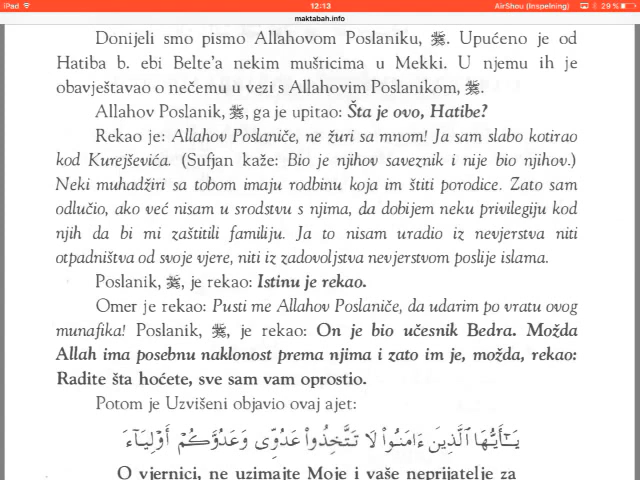 iPad 12:13 AirShou (Inspelning) 29 %
maktabah.info
Donijeli smo pismo Allahovom Poslaniku, ﷺ. Upućeno je od
Hatiba b. ebi Belte'a nekim mušricima u Mekki. U njemu ih je
obavještavao o nečemu u vezi s Allahovim Poslanikom, ﷺ.
Allahov Poslanik, ﷺ, ga je upitao: Šta je ovo, Hatibe?
Rekao je: Allahov Poslaniče, ne žuri sa mnom! Ja sam slabo kotirao
kod Kurejševića. (Sufjan kaže: Bio je njihov saveznik i nije bio njihov.)
Neki muhadžiri sa tobom imaju rodbinu koja im štiti porodice. Zato sam
odlučio, ako već nisam u srodstvu s njima, da dobijem neku privilegiju kod
njih da bi mi zaštitili familiju. Ja to nisam uradio iz nevjerstva niti
otpadništva od svoje vjere, niti iz zadovoljstva nevjerstvom poslije islama.
Poslanik, ﷺ, je rekao: Istinu je rekao.
Omer je rekao: Pusti me Allahov Poslaniče, da udarim po vratu ovog
munafika! Poslanik, ﷺ, je rekao: On je bio učesnik Bedra. Možda
Allah ima posebnu naklonost prema njima i zato im je, možda, rekao:
Radite šta hoćete, sve sam vam oprostio.
Potom je Uzvišeni objavio ovaj ajet:
يَـٰٓأَيُّهَا ٱلَّذِينَ ءَامَنُوا۟ لَا تَتَّخِذُوا۟ عَدُوِّى وَعَدُوَّكُمْ أَوْلِيَآءَ
O vjernici, ne uzimajte Moje i vaše neprijatelje za